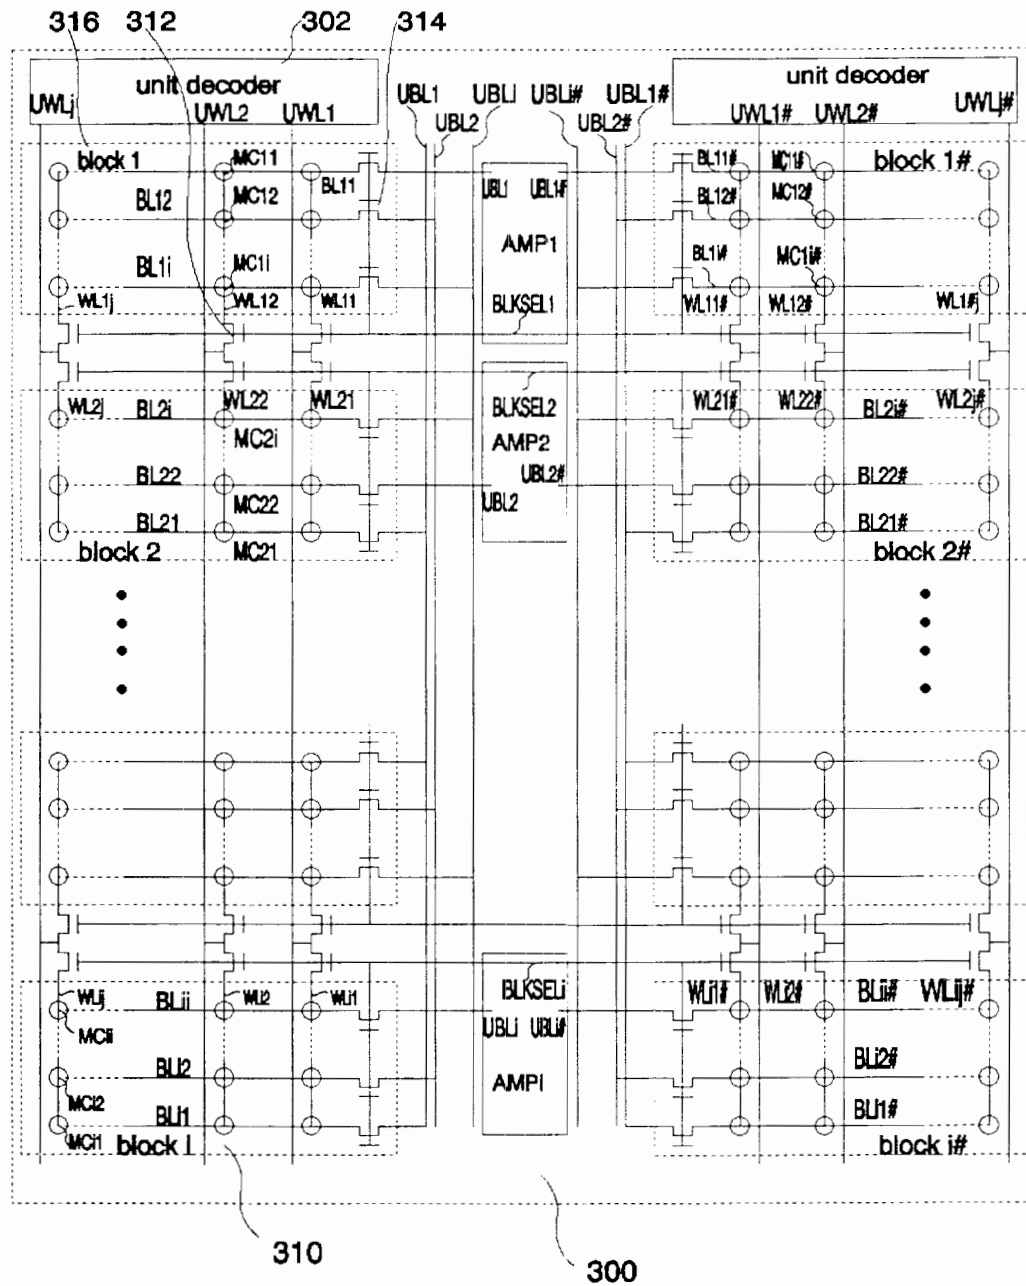 316 312 302 314
unit decoder
unit decoder
UWLj UWL2 UWL1
UBL1 UBLi UBLi# UBL1#
UBL2 UBL2#
UWL1# UWL2# UWLj#
block 1 MC11 BL11
UBL1 UBL1#
BL11# MC11# block 1#
BL12 MC12
BL12# MC12#
AMP1
BL1i MC1i
BL1i# MC1i#
WL1j WL12 WL11
BLKSEL1
WL11# WL12# WL1#j
WL2j BL2i WL22 WL21
BLKSEL2
WL21# WL22# BL2i# WL2j#
MC2i
AMP2
BL22 MC22
UBL2#
UBL2
BL22#
BL21 MC21
BL21#
block 2
block 2#
WLij BLii WLi2 WLi1
BLKSELi
WLi1# WLi2# BLii# WLij#
MCii
UBLi UBLi#
BLi2 MCi2
AMPi
BLi2#
BLi1 MCi1
BLi1#
block i
block i#
310
300